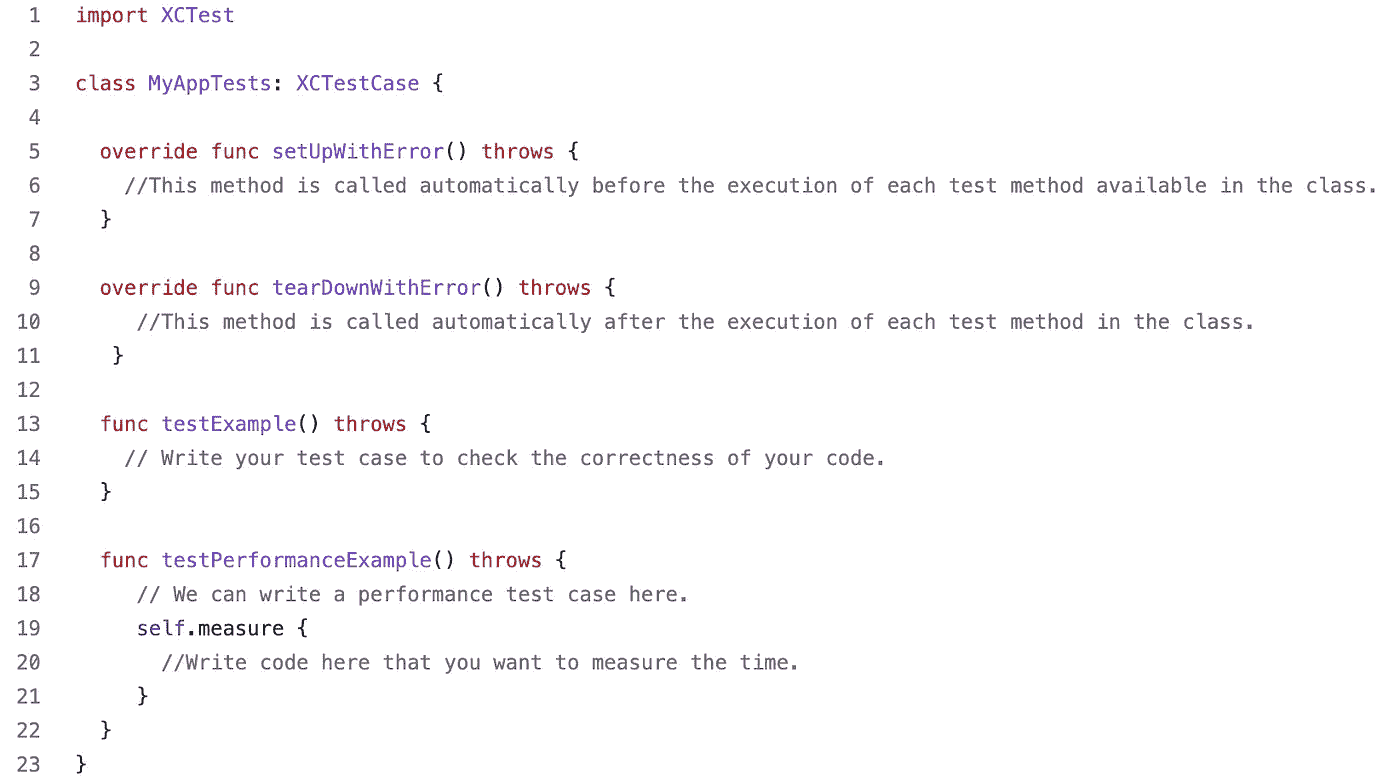 1 import XCTest
2
3 class MyAppTests: XCTestCase {
4
5   override func setUpWithError() throws {
6     //This method is called automatically before the execution of each test method available in the class.
7   }
8
9   override func tearDownWithError() throws {
10      //This method is called automatically after the execution of each test method in the class.
11    }
12
13   func testExample() throws {
14     // Write your test case to check the correctness of your code.
15   }
16
17   func testPerformanceExample() throws {
18      // We can write a performance test case here.
19      self.measure {
20        //Write code here that you want to measure the time.
21      }
22   }
23 }